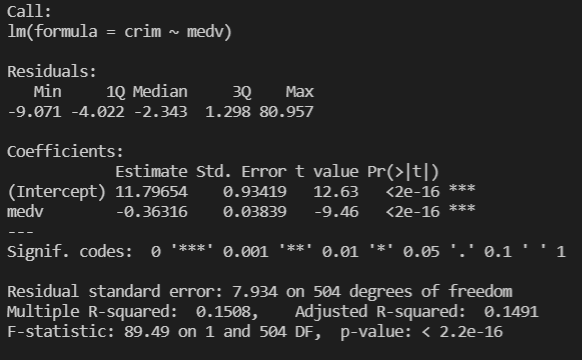 Call:
lm(formula = crim ~ medv)
Residuals:
   Min     1Q Median     3Q    Max
-9.071 -4.022 -2.343  1.298 80.957
Coefficients:
            Estimate Std. Error t value Pr(>|t|)
(Intercept) 11.79654    0.93419   12.63   <2e-16 ***
medv        -0.36316    0.03839   -9.46   <2e-16 ***
---
Signif. codes:  0 '***' 0.001 '**' 0.01 '*' 0.05 '.' 0.1 ' ' 1
Residual standard error: 7.934 on 504 degrees of freedom
Multiple R-squared:  0.1508,    Adjusted R-squared:  0.1491
F-statistic: 89.49 on 1 and 504 DF,  p-value: < 2.2e-16